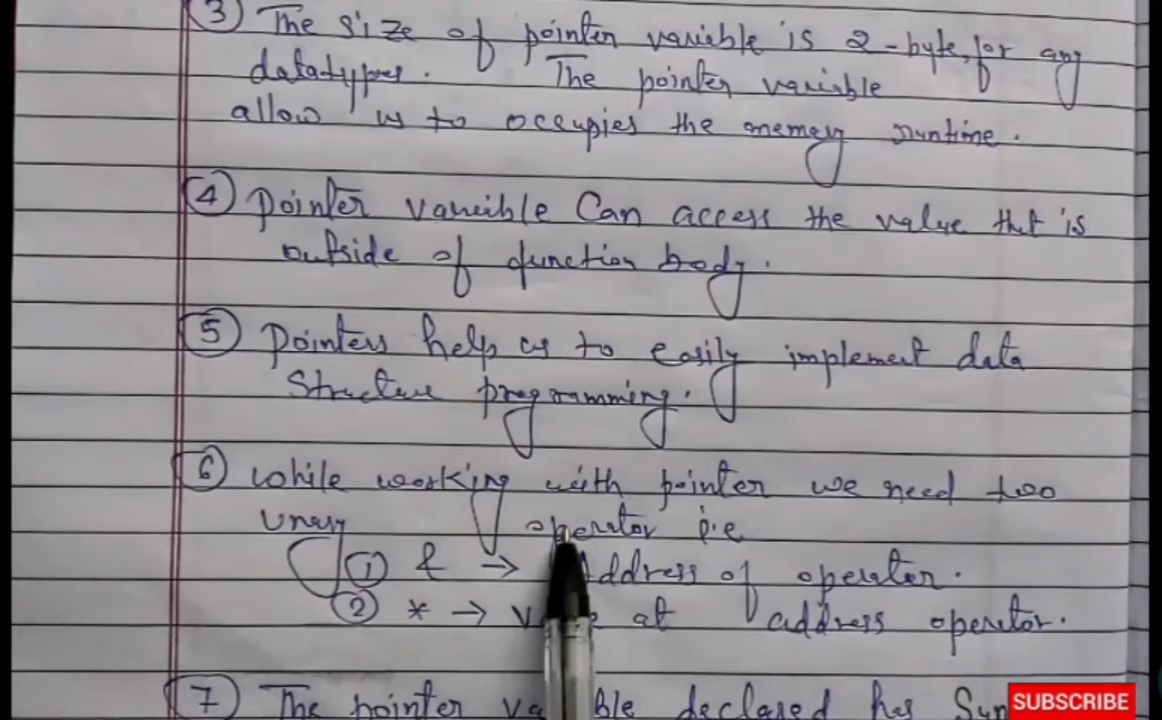 3 The size of pointer variable is 2-byte, for any
datatypes. The pointer variable
allow us to occupies the memory runtime.
4 Pointer variable Can access the value that is
outside of function body.
5 Pointers help us to easily implement data
Structure programming.
6 While working with pointer we need two
Unary operator i.e
1 & → Address of operator.
2 * → at address operator.
7 The pointer declared has
SUBSCRIBE